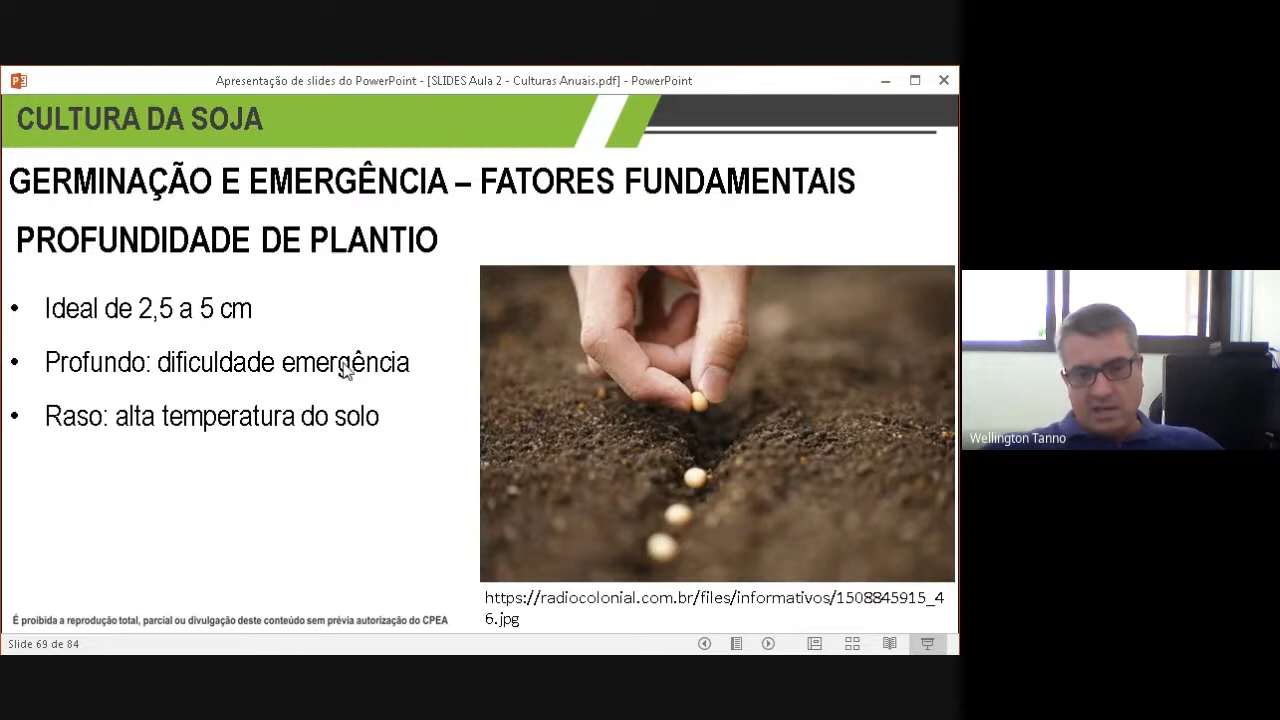 Apresentação de slides do PowerPoint - [SLIDES Aula 2 - Culturas Anuais.pdf] - PowerPoint
CULTURA DA SOJA
GERMINAÇÃO E EMERGÊNCIA – FATORES FUNDAMENTAIS
PROFUNDIDADE DE PLANTIO
• Ideal de 2,5 a 5 cm
• Profundo: dificuldade emergência
• Raso: alta temperatura do solo
https://radiocolonial.com.br/files/informativos/1508845915_4
6.jpg
É proibida a reprodução total, parcial ou divulgação deste conteúdo sem prévia autorização do CPEA
Slide 69 de 84
Wellington Tanno